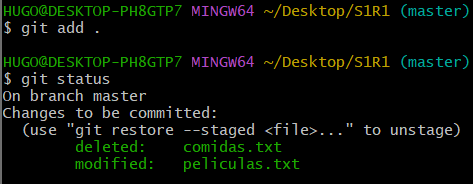 HUGO@DESKTOP-PH8GTP7 MINGW64 ~/Desktop/S1R1 (master)
$ git add .
HUGO@DESKTOP-PH8GTP7 MINGW64 ~/Desktop/S1R1 (master)
$ git status
On branch master
Changes to be committed:
  (use "git restore --staged <file>..." to unstage)
        deleted:    comidas.txt
        modified:   peliculas.txt